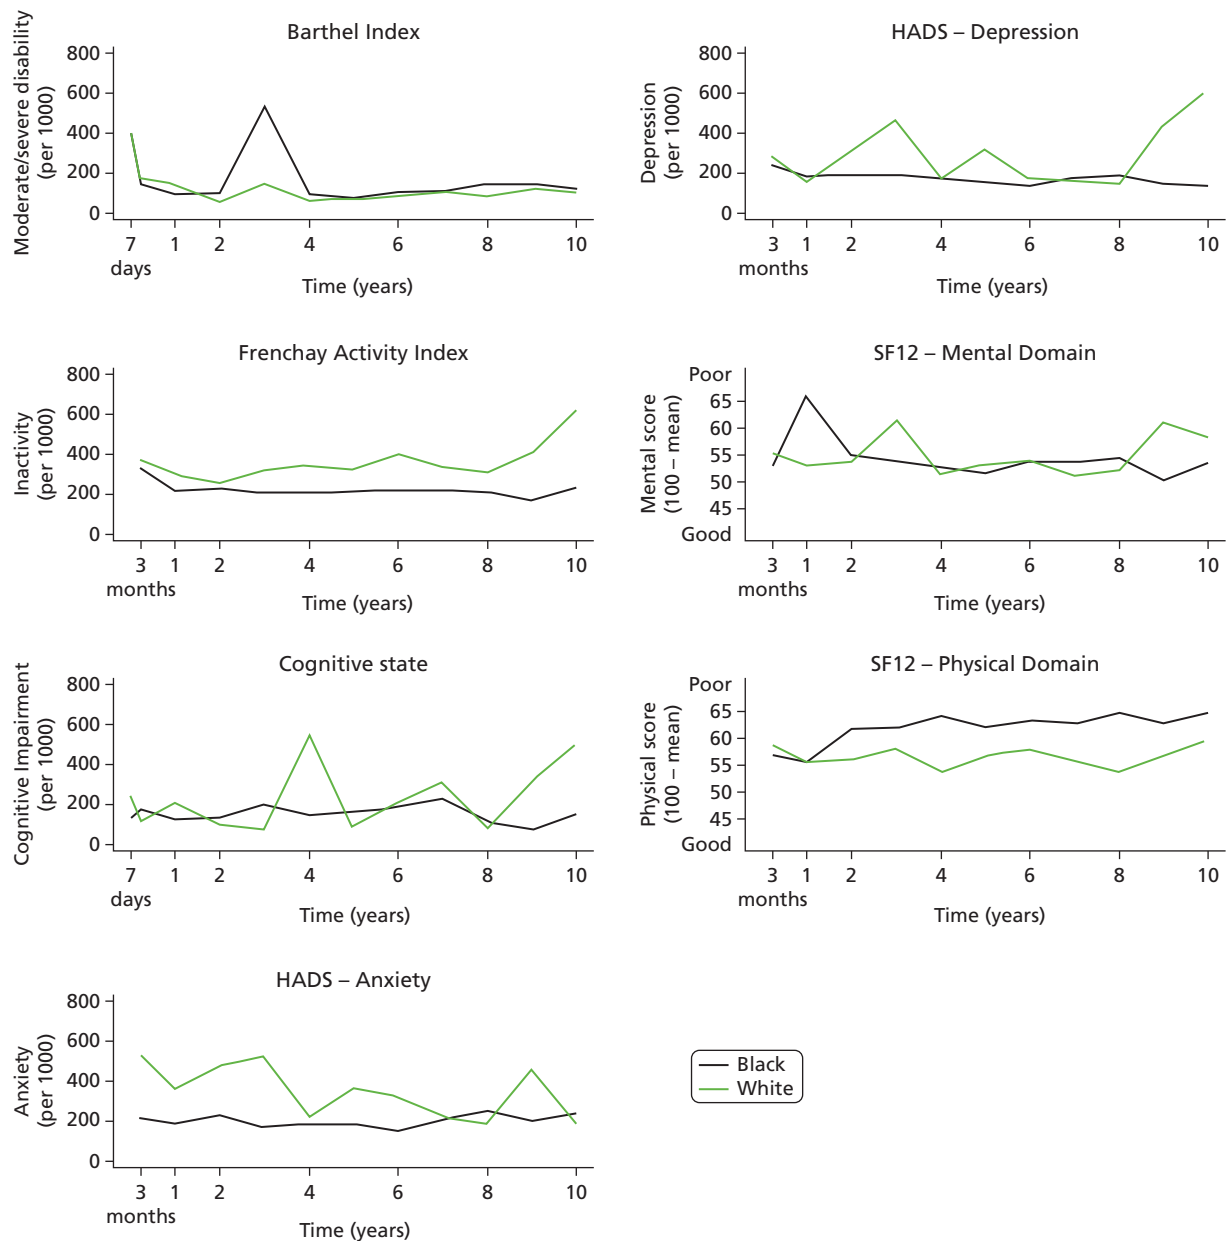 Barthel Index
Moderate/severe disability
(per 1000)
800
600
400
200
0
7 1 2 4 6 8 10
days
Time (years)
HADS – Depression
Depression
(per 1000)
800
600
400
200
0
3 1 2 4 6 8 10
months
Time (years)
Frenchay Activity Index
Inactivity
(per 1000)
800
600
400
200
0
3 1 2 4 6 8 10
months
Time (years)
SF12 – Mental Domain
Mental score
(100 – mean)
Poor
65
60
55
50
45
Good
3 1 2 4 6 8 10
months
Time (years)
Cognitive state
Cognitive Impairment
(per 1000)
800
600
400
200
0
7 1 2 4 6 8 10
days
Time (years)
SF12 – Physical Domain
Physical score
(100 – mean)
Poor
65
60
55
50
45
Good
3 1 2 4 6 8 10
months
Time (years)
HADS – Anxiety
Anxiety
(per 1000)
800
600
400
200
0
3 1 2 4 6 8 10
months
Time (years)
Black
White